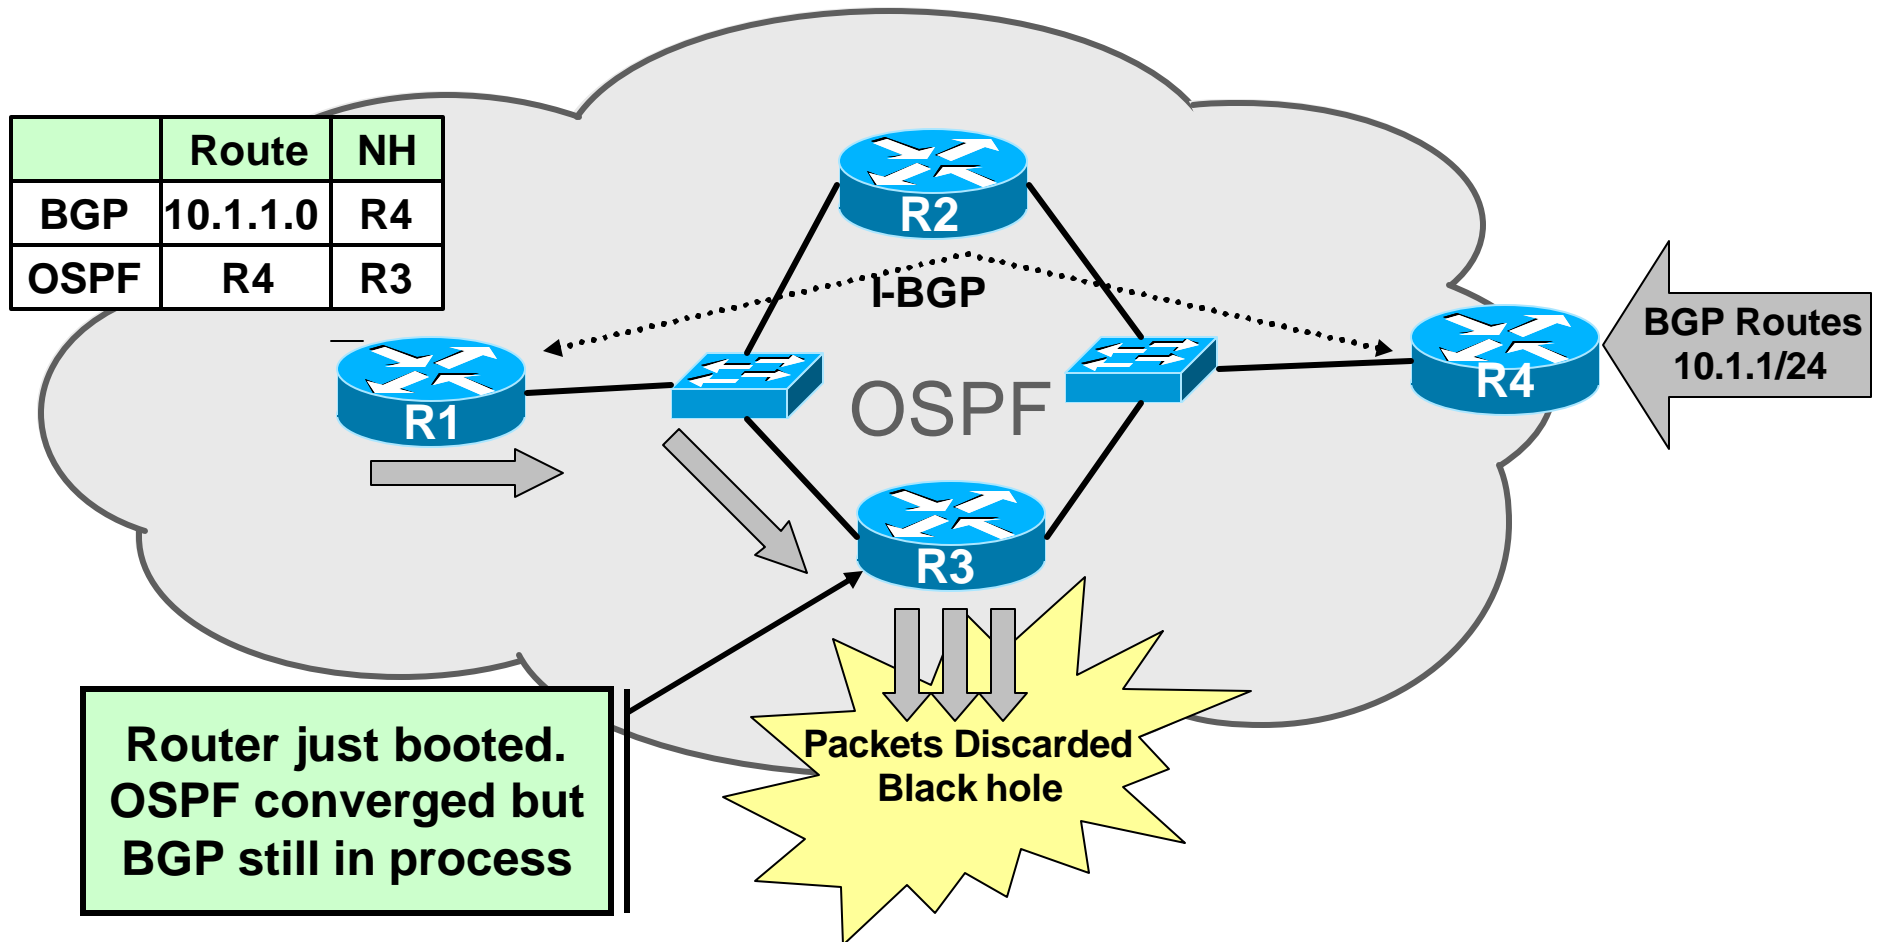 Route NH
BGP 10.1.1.0 R4
OSPF R4 R3
R2
I-BGP
R1
OSPF
R4
BGP Routes
10.1.1/24
R3
Router just booted.
OSPF converged but
BGP still in process
Packets Discarded
Black hole